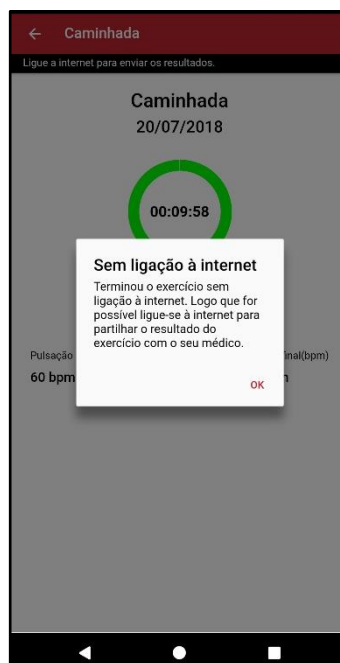 Caminhada
Ligue a internet para enviar os resultados.
Caminhada
20/07/2018
00:09:58
Sem ligação à internet
Terminou o exercício sem
ligação à internet. Logo que for
possível ligue-se à internet para
partilhar o resultado do
exercício com o seu médico.
OK
Pulsação
60 bpm